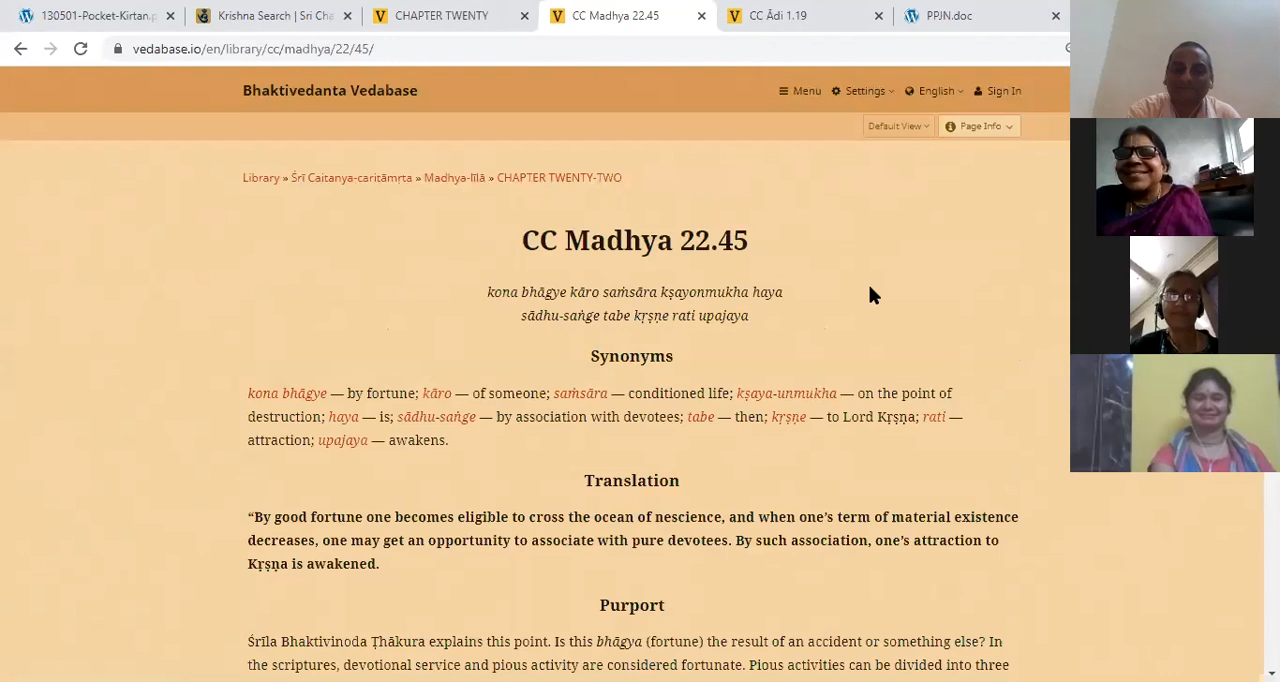 130501-Pocket-Kirtan.p
Krishna Search | Sri Cha
CHAPTER TWENTY
CC Madhya 22.45
CC Ādi 1.19
PPJN.doc
vedabase.io/en/library/cc/madhya/22/45/
Bhaktivedanta Vedabase
Menu Settings English Sign In
Default View Page Info
Library » Śrī Caitanya-caritāmṛta » Madhya-līlā » CHAPTER TWENTY-TWO
CC Madhya 22.45
kona bhāgye kāro saṁsāra kṣayonmukha haya
sādhu-saṅge tabe kṛṣṇe rati upajaya
Synonyms
kona bhāgye — by fortune; kāro — of someone; saṁsāra — conditioned life; kṣaya-unmukha — on the point of
destruction; haya — is; sādhu-saṅge — by association with devotees; tabe — then; kṛṣṇe — to Lord Kṛṣṇa; rati —
attraction; upajaya — awakens.
Translation
“By good fortune one becomes eligible to cross the ocean of nescience, and when one’s term of material existence
decreases, one may get an opportunity to associate with pure devotees. By such association, one’s attraction to
Kṛṣṇa is awakened.
Purport
Śrīla Bhaktivinoda Ṭhākura explains this point. Is this bhāgya (fortune) the result of an accident or something else? In
the scriptures, devotional service and pious activity are considered fortunate. Pious activities can be divided into three